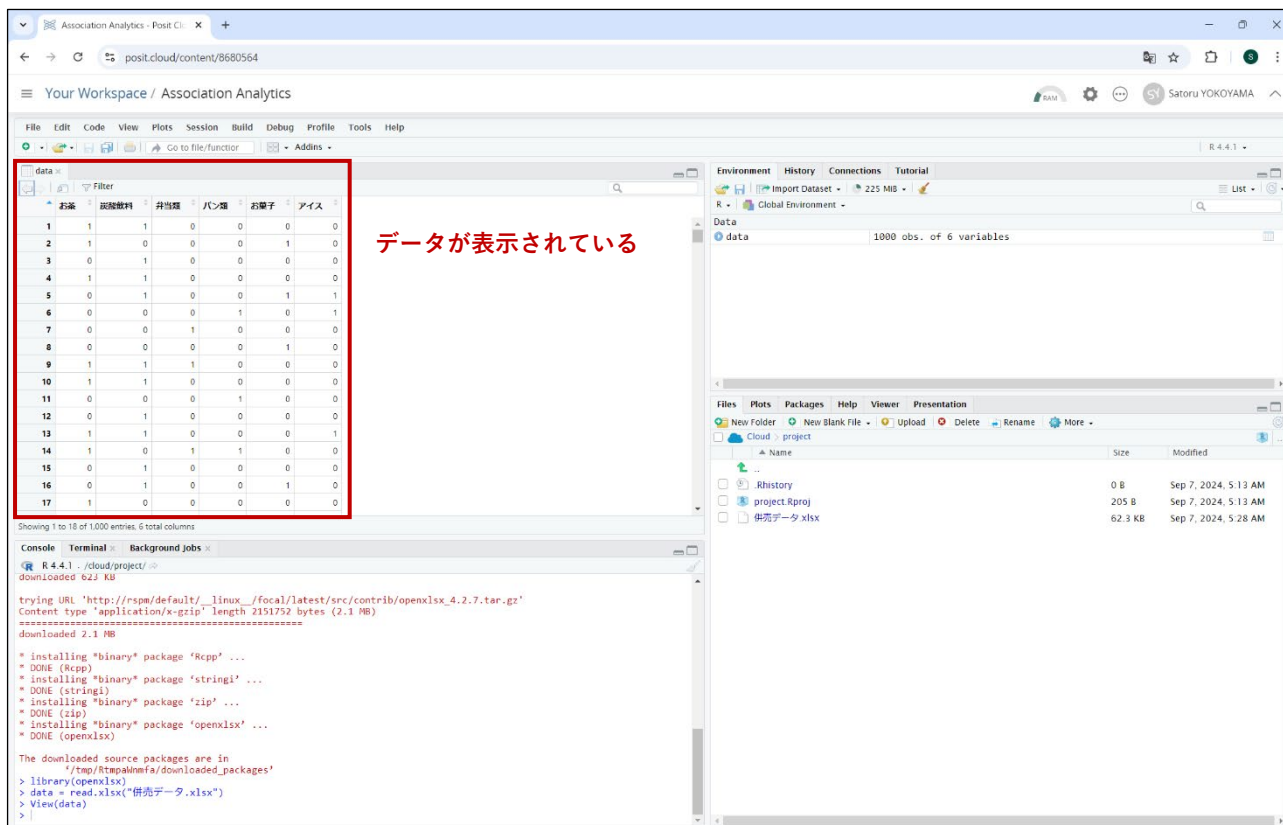 Association Analytics - Posit Cl
posit.cloud/content/8680564
S
Your Workspace / Association Analytics
RAM
SY Satoru YOKOYAMA
File Edit Code View Plots Session Build Debug Profile Tools Help
Go to file/function Addins R 4.4.1
data
Filter
お茶 炭酸飲料 弁当類 パン類 お菓子 アイス
1 1 1 0 0 0 0
2 1 0 0 0 1 0
3 0 1 0 0 0 0
4 1 1 0 0 0 0
5 0 1 0 0 1 1
6 0 0 0 1 0 1
7 0 0 1 0 0 0
8 0 0 0 0 1 0
9 1 1 1 0 0 0
10 1 1 0 0 0 0
11 0 0 0 1 0 0
12 0 1 0 0 0 0
13 1 1 0 0 0 1
14 1 0 1 1 0 0
15 0 1 0 0 0 0
16 0 1 0 0 1 0
17 1 0 0 0 0 0
Showing 1 to 18 of 1,000 entries, 6 total columns
データが表示されている
Console Terminal Background Jobs
R 4.4.1 . /cloud/project/
downloaded 623 KB
trying URL 'http://rspm/default/__linux__/focal/latest/src/contrib/openxlsx_4.2.7.tar.gz'
Content type 'application/x-gzip' length 2151752 bytes (2.1 MB)
==================================================
downloaded 2.1 MB
* installing *binary* package ‘Rcpp’ ...
* DONE (Rcpp)
* installing *binary* package ‘stringi’ ...
* DONE (stringi)
* installing *binary* package ‘zip’ ...
* DONE (zip)
* installing *binary* package ‘openxlsx’ ...
* DONE (openxlsx)
The downloaded source packages are in
‘/tmp/RtmpaWnmfa/downloaded_packages’
> library(openxlsx)
> data = read.xlsx("併売データ.xlsx")
> View(data)
>
Environment History Connections Tutorial
Import Dataset 225 MiB List
R Global Environment
Data
data 1000 obs. of 6 variables
Files Plots Packages Help Viewer Presentation
New Folder New Blank File Upload Delete Rename More
Cloud project
Name Size Modified
..
.Rhistory 0 B Sep 7, 2024, 5:13 AM
project.Rproj 205 B Sep 7, 2024, 5:13 AM
併売データ.xlsx 62.3 KB Sep 7, 2024, 5:28 AM